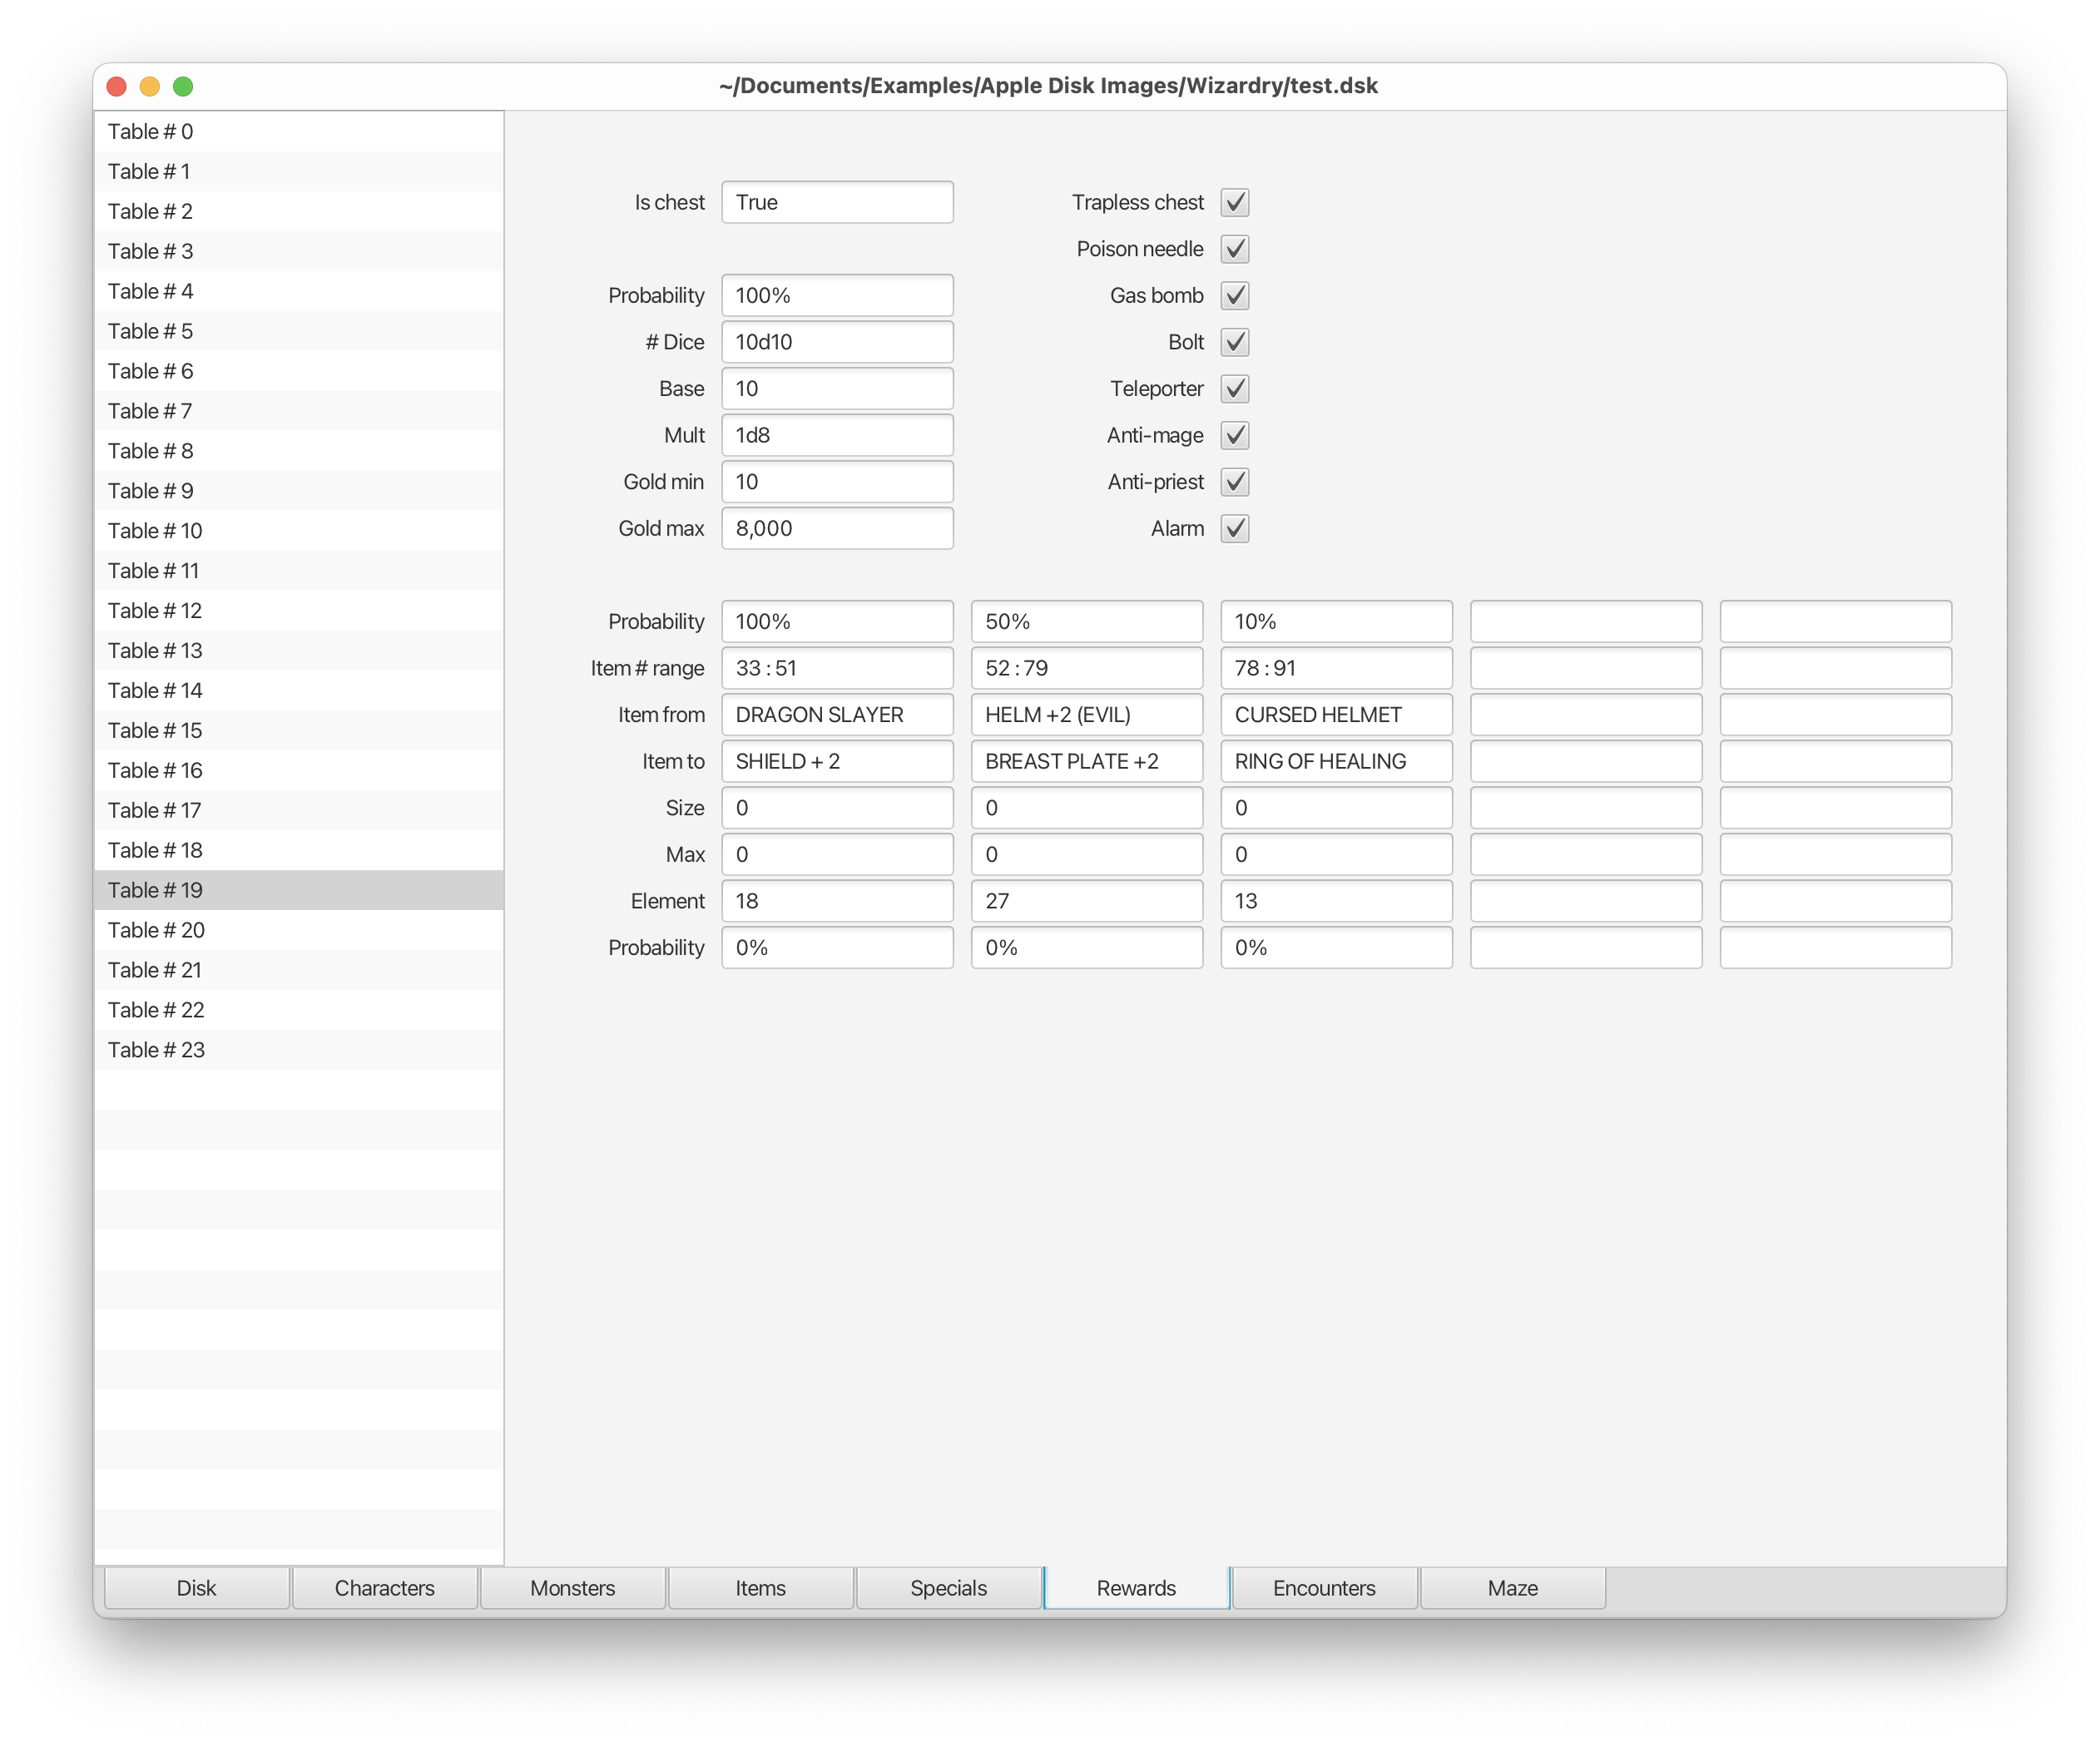 ~/Documents/Examples/Apple Disk Images/Wizardry/test.dsk
Table # 0
Table # 1
Table # 2
Table # 3
Table # 4
Table # 5
Table # 6
Table # 7
Table # 8
Table # 9
Table # 10
Table # 11
Table # 12
Table # 13
Table # 14
Table # 15
Table # 16
Table # 17
Table # 18
Table # 19
Table # 20
Table # 21
Table # 22
Table # 23
Is chest True Trapless chest
Poison needle
Probability 100% Gas bomb
# Dice 10d10 Bolt
Base 10 Teleporter
Mult 1d8 Anti-mage
Gold min 10 Anti-priest
Gold max 8,000 Alarm
Probability 100% 50% 10%
Item # range 33 : 51 52 : 79 78 : 91
Item from DRAGON SLAYER HELM +2 (EVIL) CURSED HELMET
Item to SHIELD + 2 BREAST PLATE +2 RING OF HEALING
Size 0 0 0
Max 0 0 0
Element 18 27 13
Probability 0% 0% 0%
Disk Characters Monsters Items Specials Rewards Encounters Maze